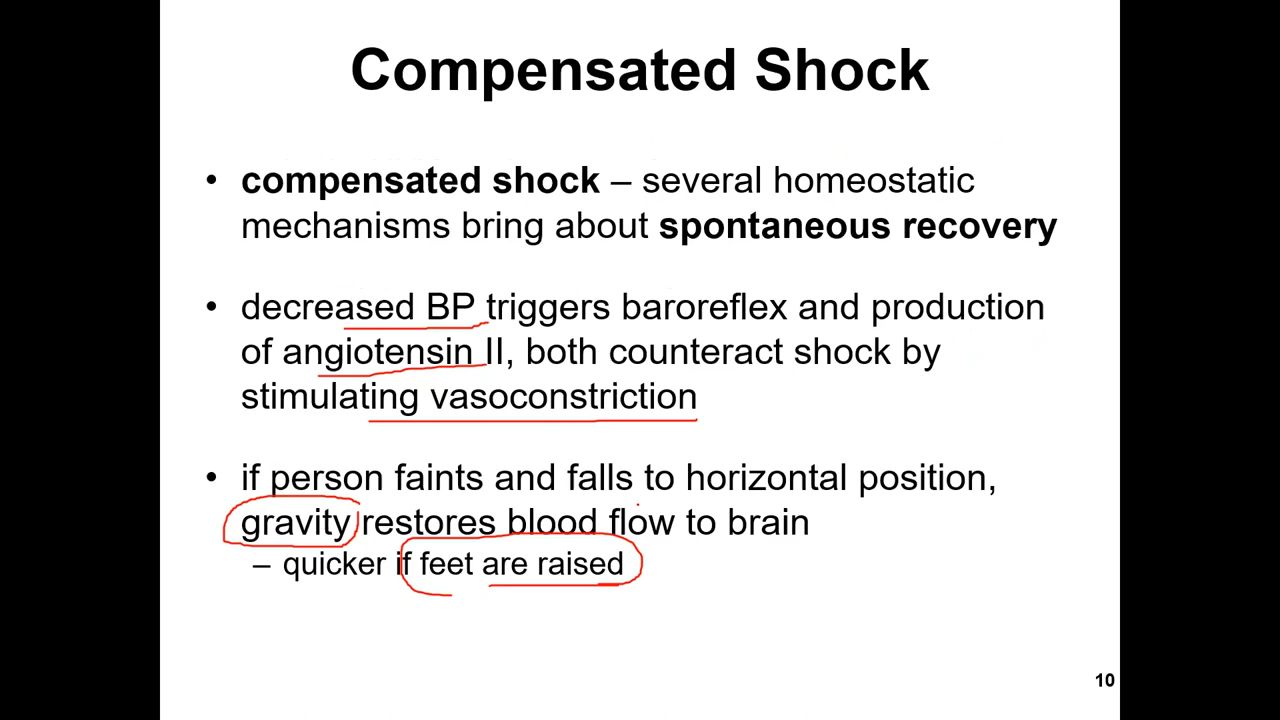 Compensated Shock
• compensated shock – several homeostatic
mechanisms bring about spontaneous recovery
• decreased BP triggers baroreflex and production
of angiotensin II, both counteract shock by
stimulating vasoconstriction
• if person faints and falls to horizontal position,
gravity restores blood flow to brain
– quicker if feet are raised
10